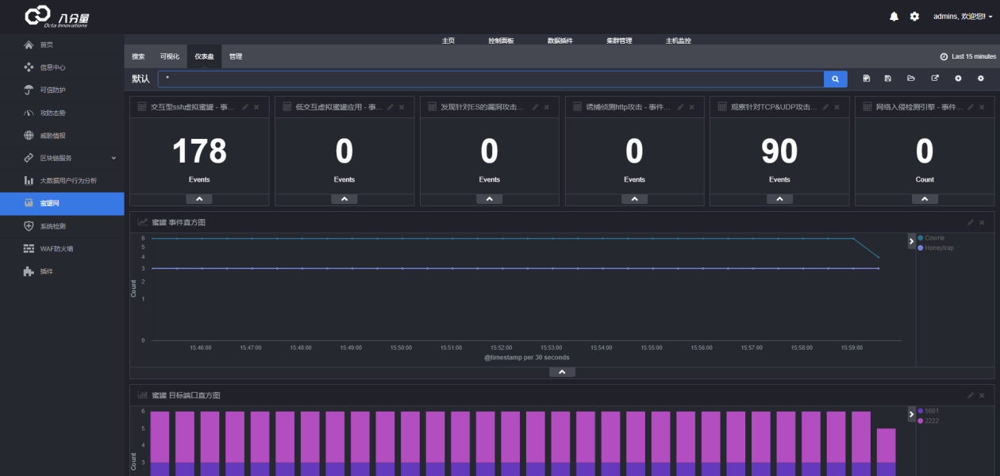 八分量
Octa Innovations
admins, 欢迎您!
首页
信息中心
可信防护
攻防态势
威胁情报
区块链服务
大数据用户行为分析
蜜罐网
系统检测
WAF防火墙
插件
主页 控制面板 数据插件 集群管理 主机监控
搜索 可视化 仪表盘 管理
Last 15 minutes
默认 *
交互型ssh虚拟蜜罐 - 事...
178
Events
低交互虚拟蜜罐应用 - 事...
0
Events
发现针对ES的漏洞攻击...
0
Events
诱捕侦测http攻击 - 事件...
0
Events
观察针对TCP&UDP攻击...
90
Events
网络入侵检测引擎 - 事件...
0
Count
蜜罐 事件直方图
6
5
4
3
2
1
0
Count
Cowrie
Honeytrap
15:46:00 15:47:00 15:48:00 15:49:00 15:50:00 15:51:00 15:52:00 15:53:00 15:54:00 15:55:00 15:56:00 15:57:00 15:58:00 15:59:00
@timestamp per 30 seconds
蜜罐 目标端口直方图
6
5
4
3
Count
5601
2222